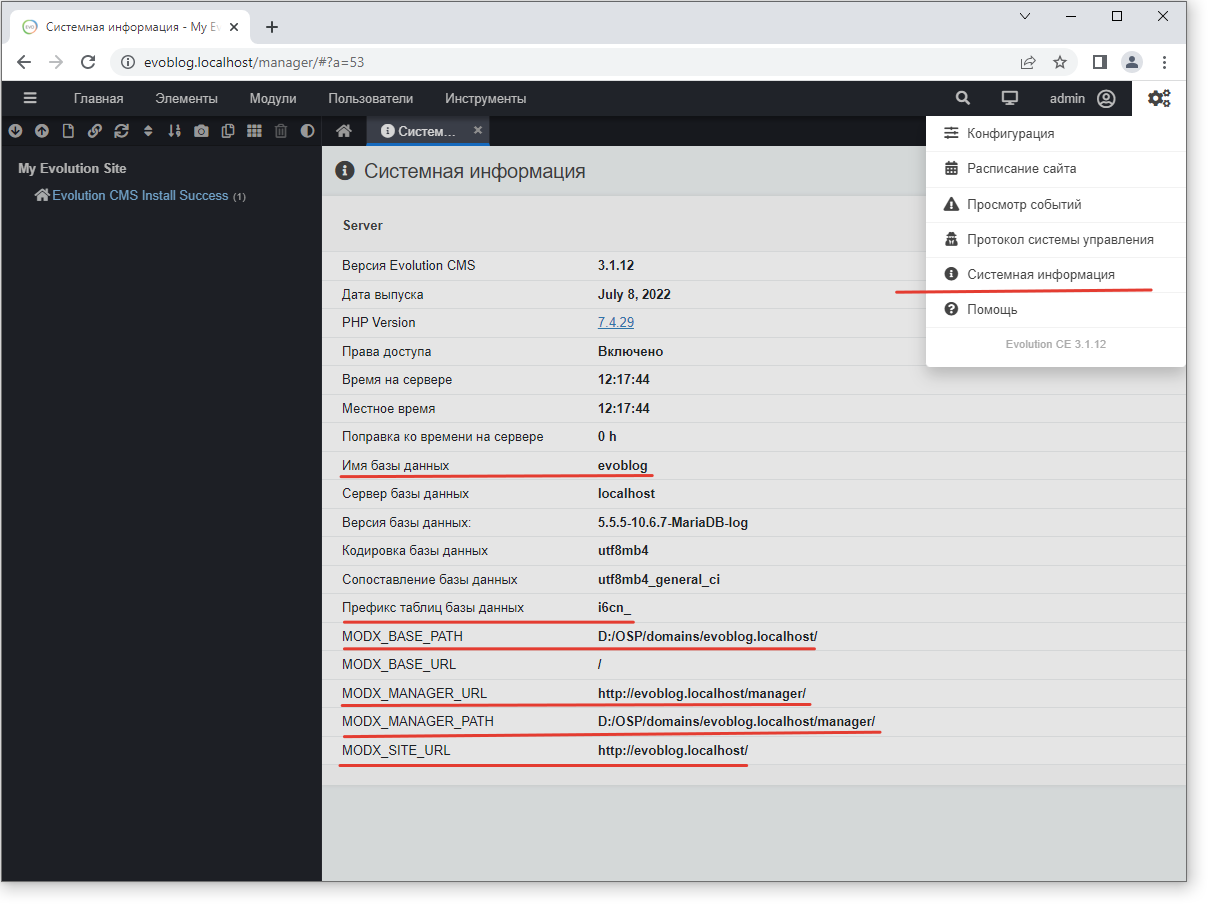 Системная информация - My Ev
evoblog.localhost/manager/#?a=53
Главная Элементы Модули Пользователи Инструменты admin
Систем...
My Evolution Site
Evolution CMS Install Success (1)
Системная информация
Server
Версия Evolution CMS 3.1.12
Дата выпуска July 8, 2022
PHP Version 7.4.29
Права доступа Включено
Время на сервере 12:17:44
Местное время 12:17:44
Поправка ко времени на сервере 0 h
Имя базы данных evoblog
Сервер базы данных localhost
Версия базы данных: 5.5.5-10.6.7-MariaDB-log
Кодировка базы данных utf8mb4
Сопоставление базы данных utf8mb4_general_ci
Префикс таблиц базы данных i6cn_
MODX_BASE_PATH D:/OSP/domains/evoblog.localhost/
MODX_BASE_URL /
MODX_MANAGER_URL http://evoblog.localhost/manager/
MODX_MANAGER_PATH D:/OSP/domains/evoblog.localhost/manager/
MODX_SITE_URL http://evoblog.localhost/
Конфигурация
Расписание сайта
Просмотр событий
Протокол системы управления
Системная информация
Помощь
Evolution CE 3.1.12